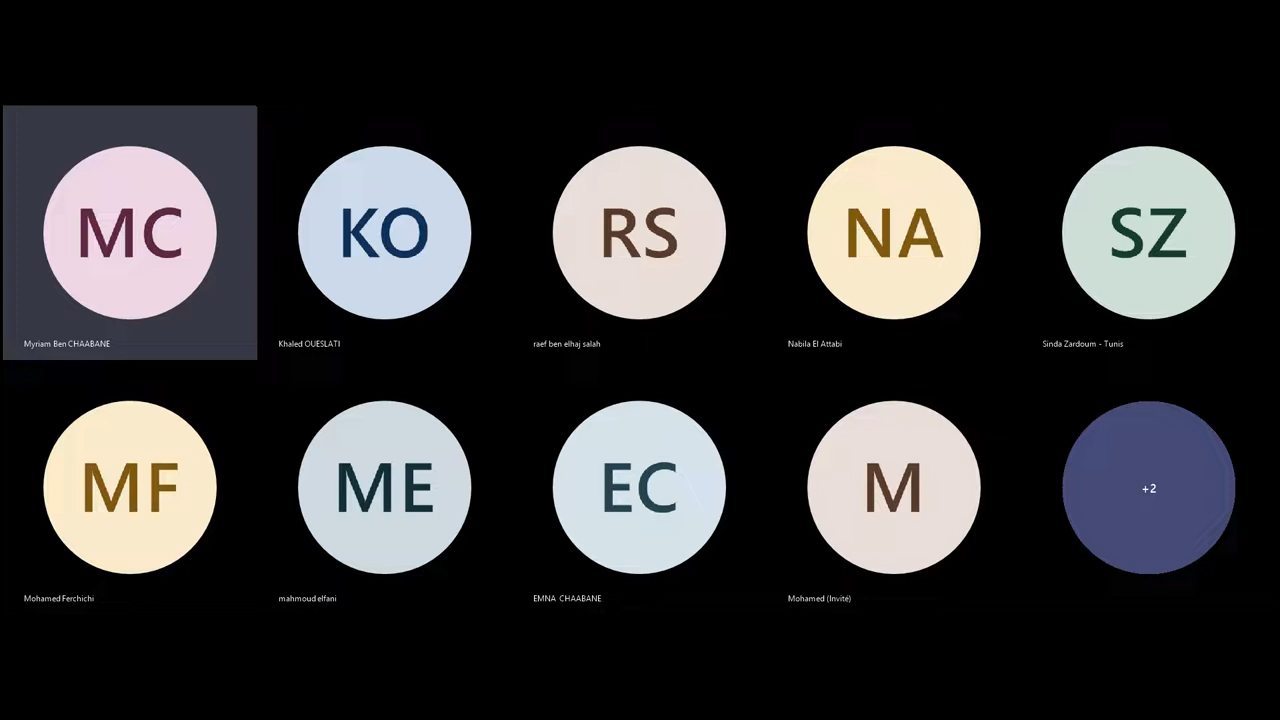 MC
KO
RS
NA
SZ
Myriam Ben CHAABANE
Khaled OUESLATI
raef ben elhaj salah
Nabila El Attabi
Sinda Zardoum - Tunis
MF
ME
EC
M
+2
Mohamed Ferchichi
mahmoud elfani
EMNA CHAABANE
Mohamed (Invité)